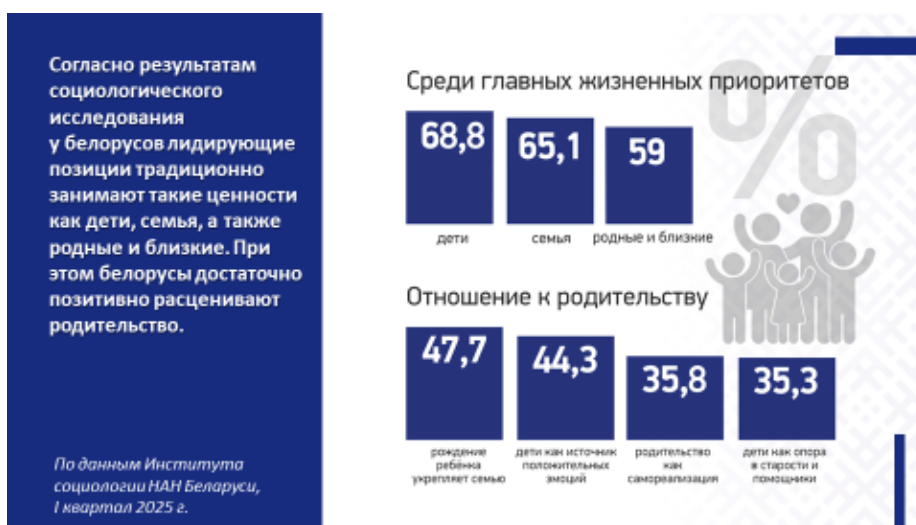 Согласно результатам
социологического
исследования
у белорусов лидирующие
позиции традиционно
занимают такие ценности
как дети, семья, а также
родные и близкие. При
этом белорусы достаточно
позитивно расценивают
родительство.
По данным Института
социологии НАН Беларуси,
I квартал 2025 г.
Среди главных жизненных приоритетов
%
68,8
65,1
59
дети
семья
родные и близкие
Отношение к родительству
47,7
44,3
35,8
35,3
рождение
ребёнка
укрепляет семью
дети как источник
положительных
эмоций
родительство
как
самореализация
дети как опора
в старости и
помощники